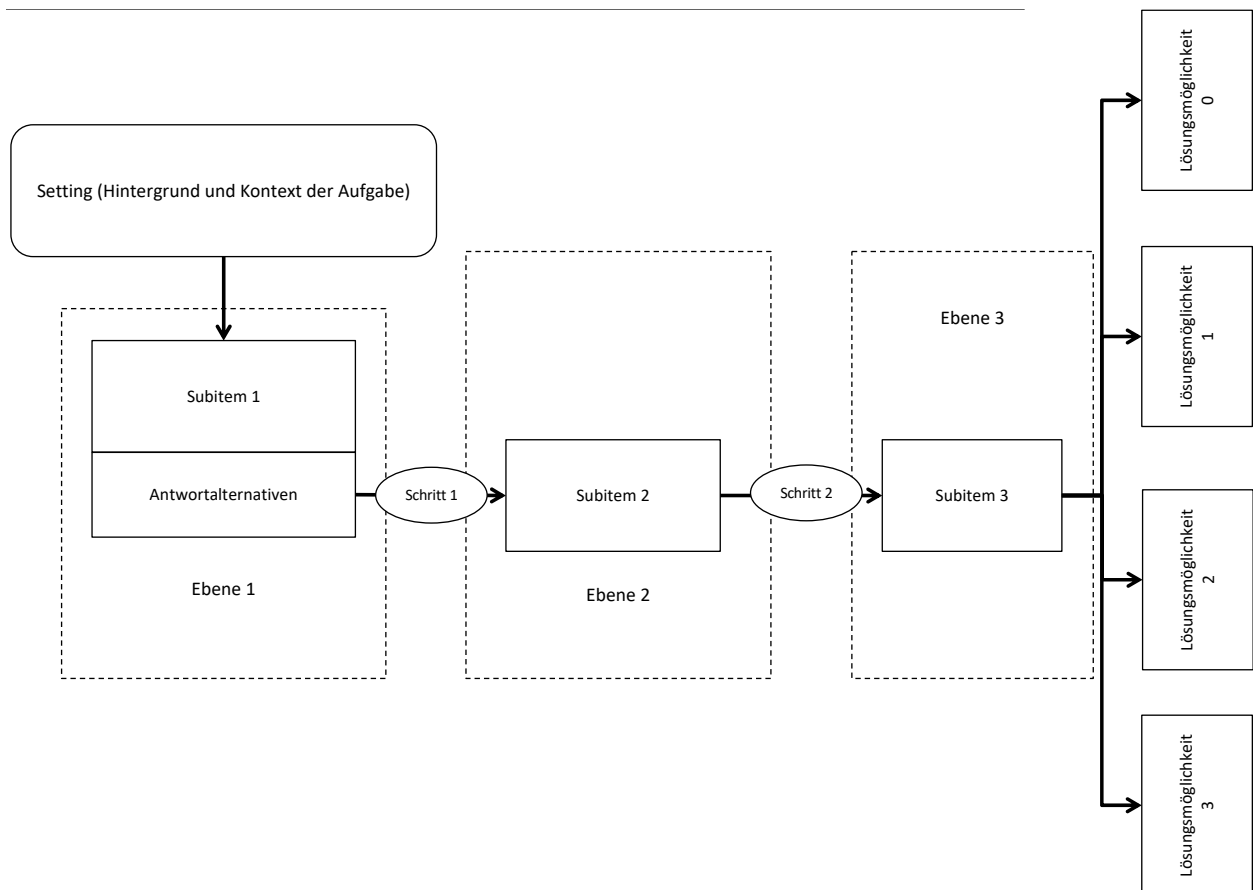 Setting (Hintergrund und Kontext der Aufgabe)
Subitem 1
Antwortalternativen
Ebene 1
Schritt 1
Subitem 2
Ebene 2
Schritt 2
Ebene 3
Subitem 3
Lösungsmöglichkeit
0
Lösungsmöglichkeit
1
Lösungsmöglichkeit
2
Lösungsmöglichkeit
3